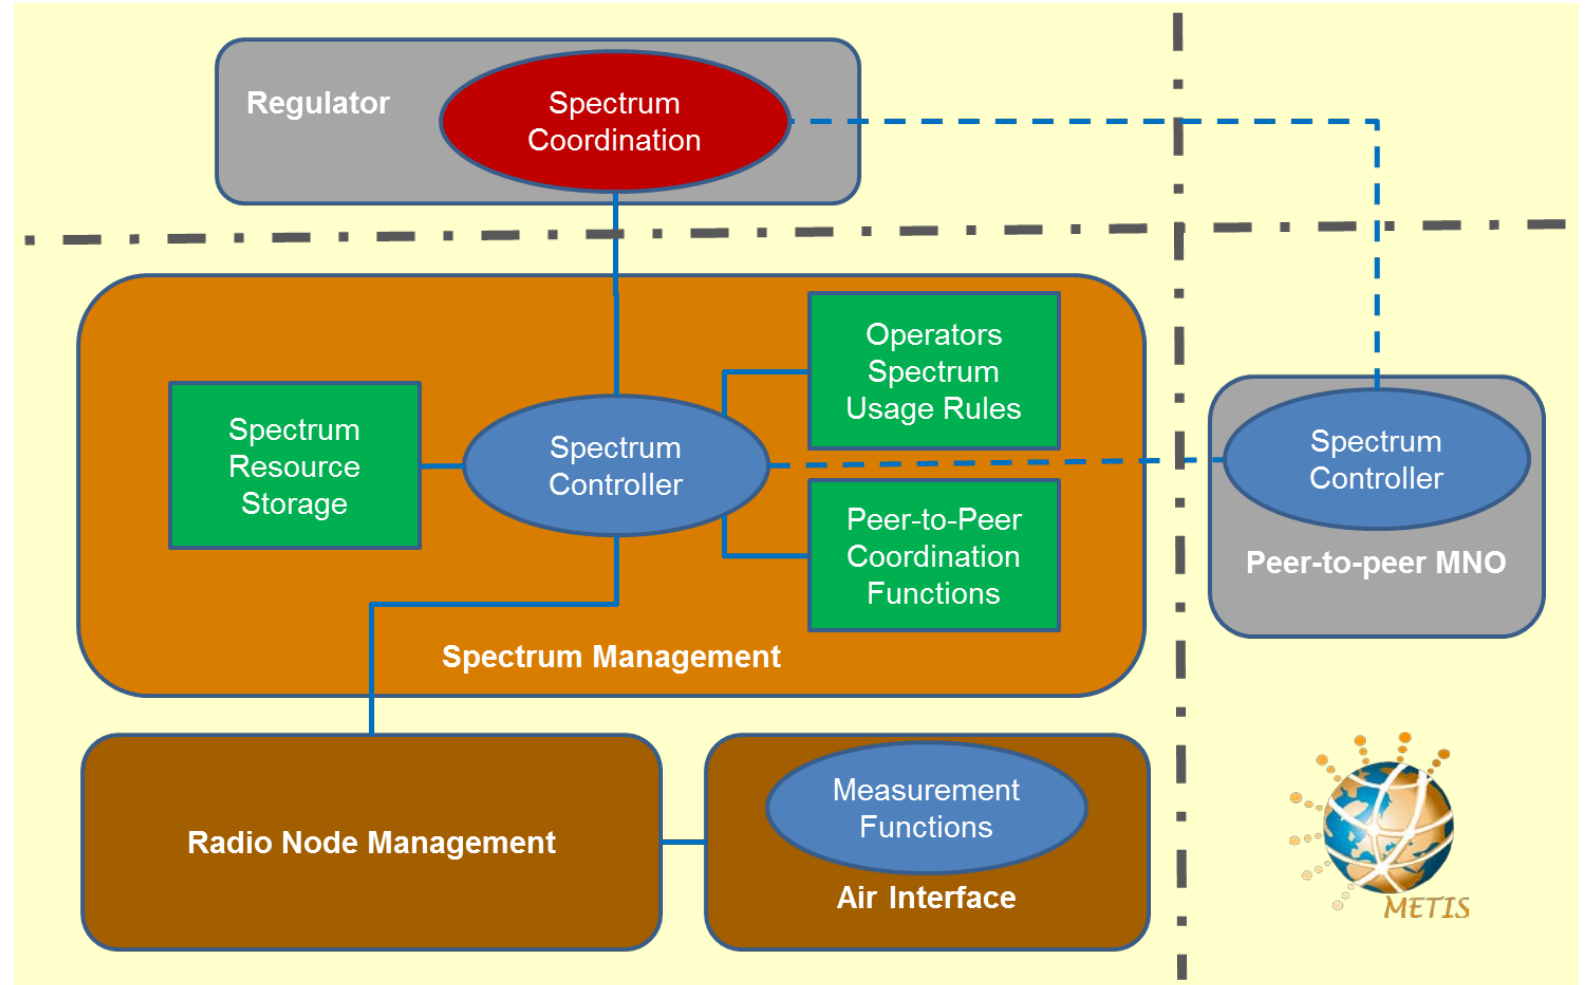 Regulator
Spectrum
Coordination
Operators
Spectrum
Usage Rules
Spectrum
Resource
Storage
Spectrum
Controller
Peer-to-Peer
Coordination
Functions
Spectrum Management
Spectrum
Controller
Peer-to-peer MNO
Radio Node Management
Measurement
Functions
Air Interface
METIS